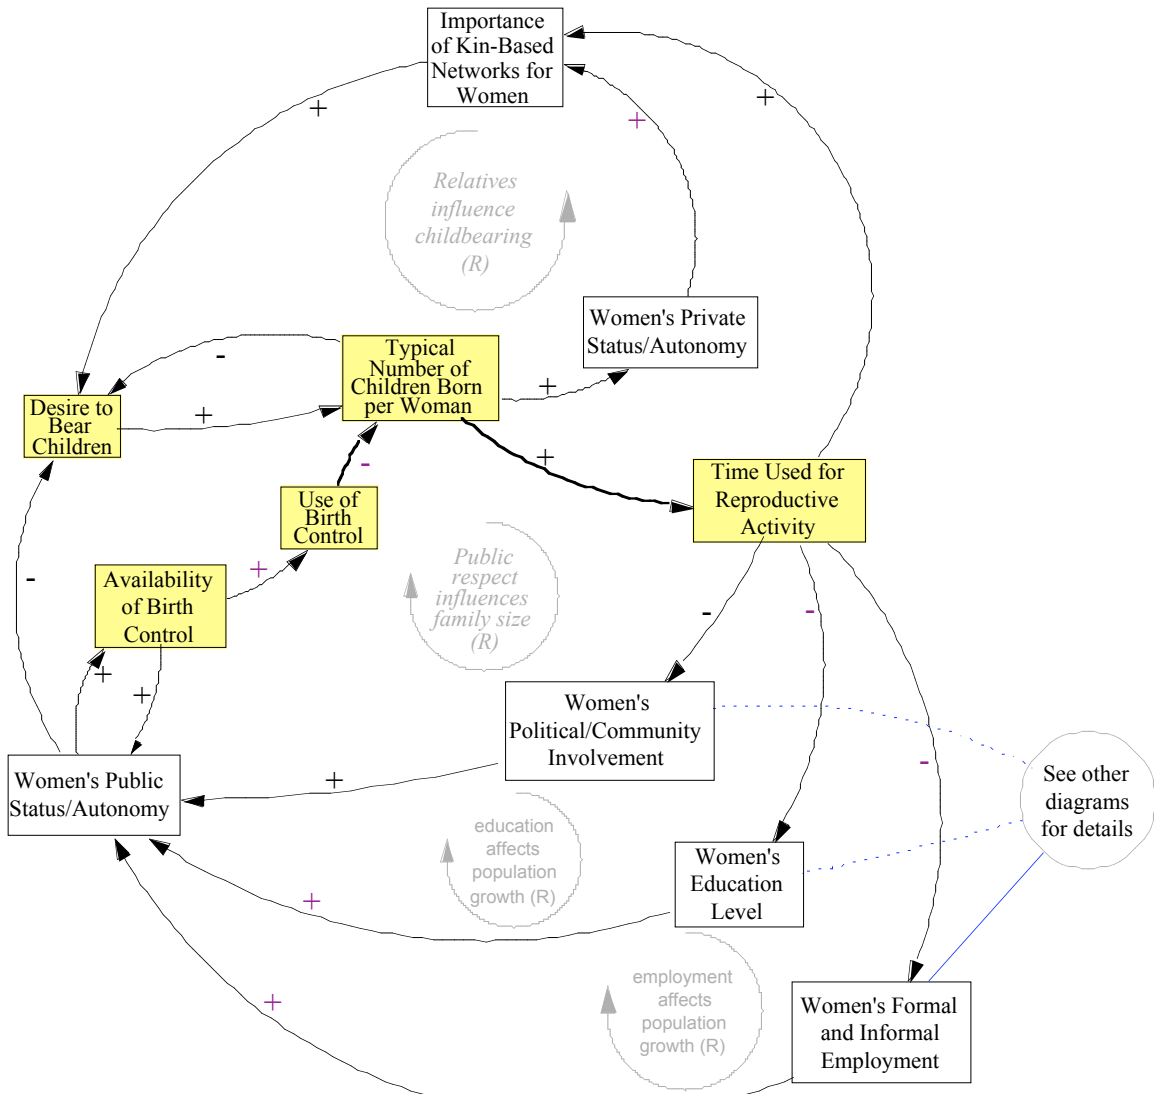 Importance
of Kin-Based
Networks for
Women
+
+
+
Relatives
influence
childbearing
(R)
Women's Private
Status/Autonomy
-
Typical
Number of
Children Born
per Woman
+
+
Desire to
Bear
Children
+
-
Time Used for
Reproductive
Activity
Use of
Birth
Control
Public
respect
influences
family size
(R)
+
-
Availability
of Birth
Control
-
-
+
+
Women's
Political/Community
Involvement
-
Women's Public
Status/Autonomy
+
See other
diagrams
for details
education
affects
population
growth (R)
Women's
Education
Level
+
employment
affects
population
growth (R)
+
Women's Formal
and Informal
Employment